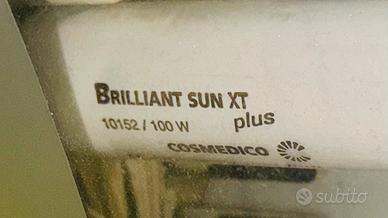 BRILLIANT SUN XT
plus
10152 / 100 W
COSMEDICO
subito